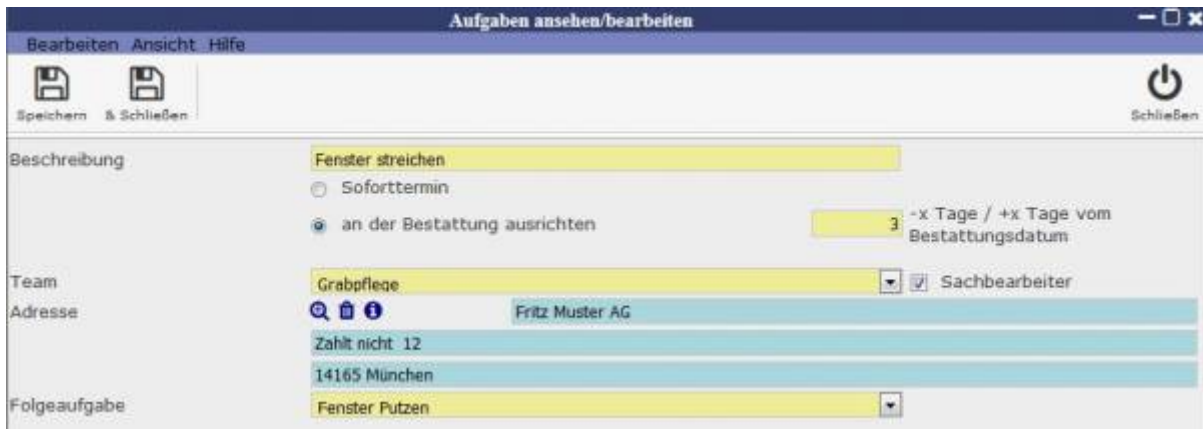 Aufgaben ansehen/bearbeiten
Bearbeiten Ansicht Hilfe
Speichern & Schließen Schließen
Beschreibung Fenster streichen
Soforttermin
an der Bestattung ausrichten 3 -x Tage / +x Tage vom
Bestattungsdatum
Team Grabpflege Sachbearbeiter
Adresse Fritz Muster AG
Zahlt nicht 12
14165 München
Folgeaufgabe Fenster Putzen